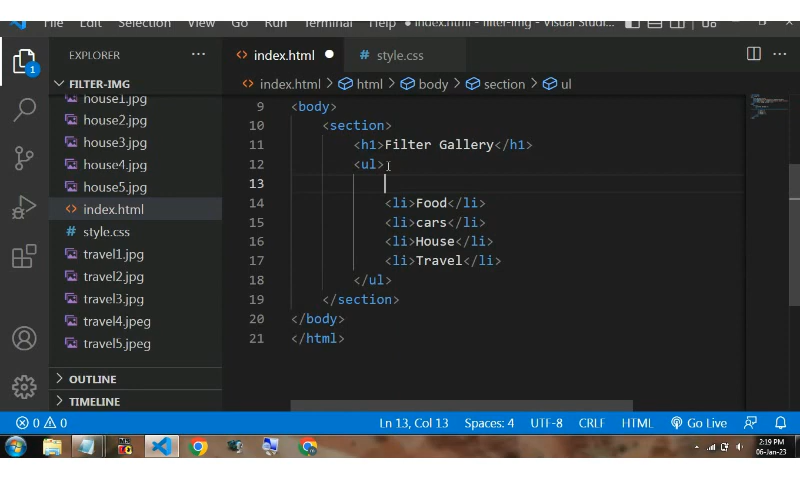 File Edit Selection View Go Run Terminal Help index.html - filter-img - Visual Studi...
EXPLORER ...
<> index.html ● # style.css
FILTER-IMG
<> index.html > html > body > section > ul
house1.jpg
house2.jpg
house3.jpg
house4.jpg
house5.jpg
<> index.html
# style.css
travel1.jpg
travel2.jpg
travel3.jpg
travel4.jpeg
travel5.jpeg
> OUTLINE
> TIMELINE
1
9 <body>
10 <section>
11 <h1>Filter Gallery</h1>
12 <ul>
13
14 <li>Food</li>
15 <li>cars</li>
16 <li>House</li>
17 <li>Travel</li>
18 </ul>
19 </section>
20 </body>
21 </html>
0 0 Ln 13, Col 13 Spaces: 4 UTF-8 CRLF HTML Go Live
2:19 PM
06-Jan-23